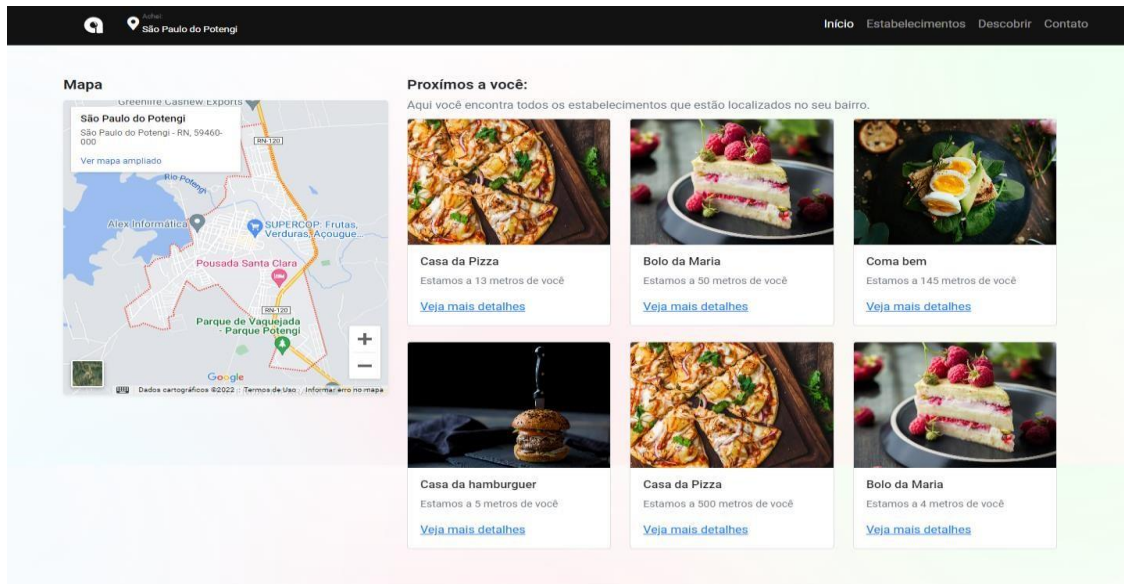 Achei:
São Paulo do Potengi
Início Estabelecimentos Descobrir Contato
Mapa
Greenlife Cashew Exports
São Paulo do Potengi
São Paulo do Potengi - RN, 59460-
000
Ver mapa ampliado
RN-120
Rio Potengi
Alex Informática
SUPERCOP: Frutas,
Verduras, Açougue...
Pousada Santa Clara
RN-120
Parque de Vaquejada
- Parque Potengi
+
−
Google
Dados cartográficos ©2022 Termos de Uso Informar erro no mapa
Proxímos a você:
Aqui você encontra todos os estabelecimentos que estão localizados no seu bairro.
Casa da Pizza
Estamos a 13 metros de você
Veja mais detalhes
Bolo da Maria
Estamos a 50 metros de você
Veja mais detalhes
Coma bem
Estamos a 145 metros de você
Veja mais detalhes
Casa da hamburguer
Estamos a 5 metros de você
Veja mais detalhes
Casa da Pizza
Estamos a 500 metros de você
Veja mais detalhes
Bolo da Maria
Estamos a 4 metros de você
Veja mais detalhes